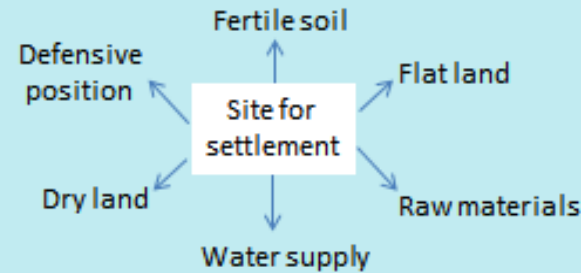 Fertile soil
Defensive
position
Flat land
Site for
settlement
Dry land
Raw materials
Water supply